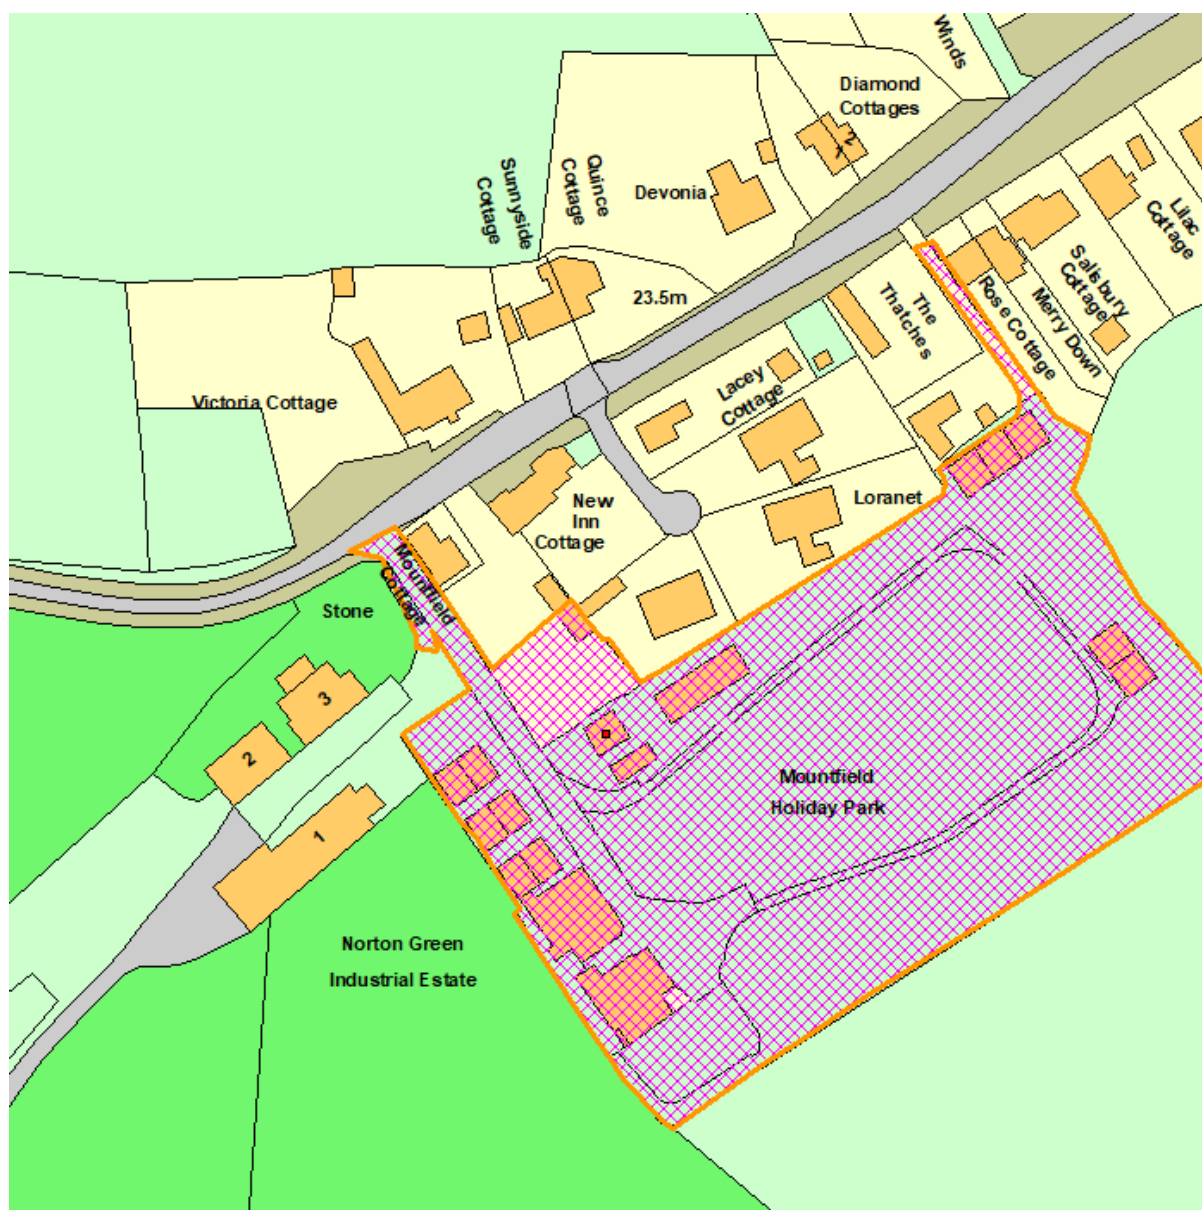 Winds
Diamond
Cottages
1
2
Sunnyside
Cottage
Quince
Cottage
Devonia
23.5m
Lilac
Cottage
Salisbury
Cottage
Merry Down
Rose Cottage
The
Thatches
Lacey
Cottage
Victoria Cottage
New
Inn
Cottage
Loranet
Mountfield
Cottage
Stone
3
2
1
Mountfield
Holiday Park
Norton Green
Industrial Estate